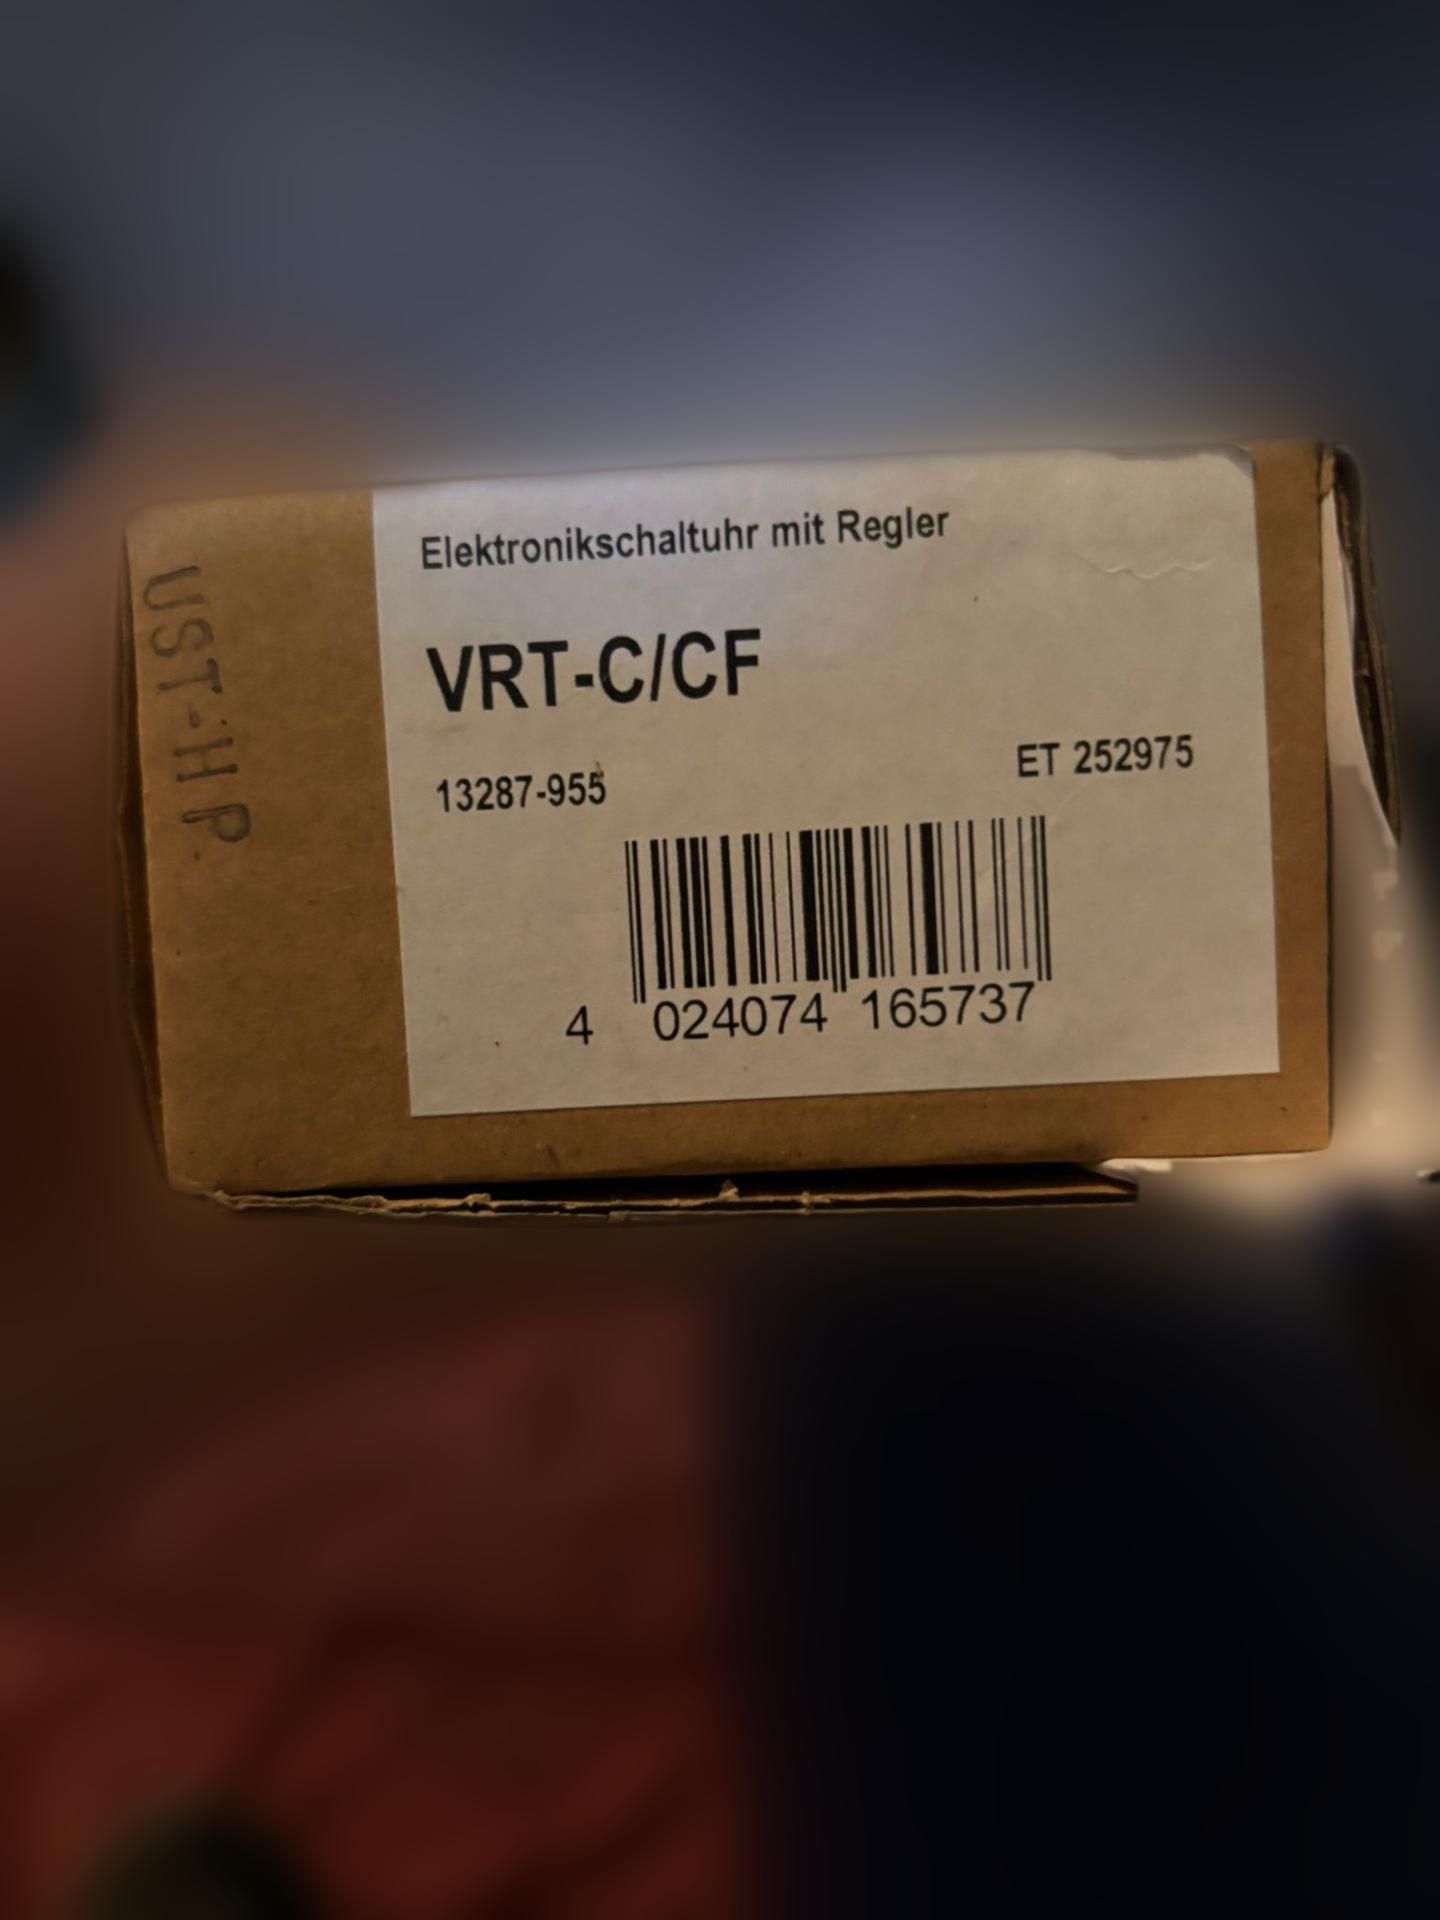 Elektronikschaltuhr mit Regler
VRT-C/CF
13287-955
ET 252975
4 024074 165737
UST-HP